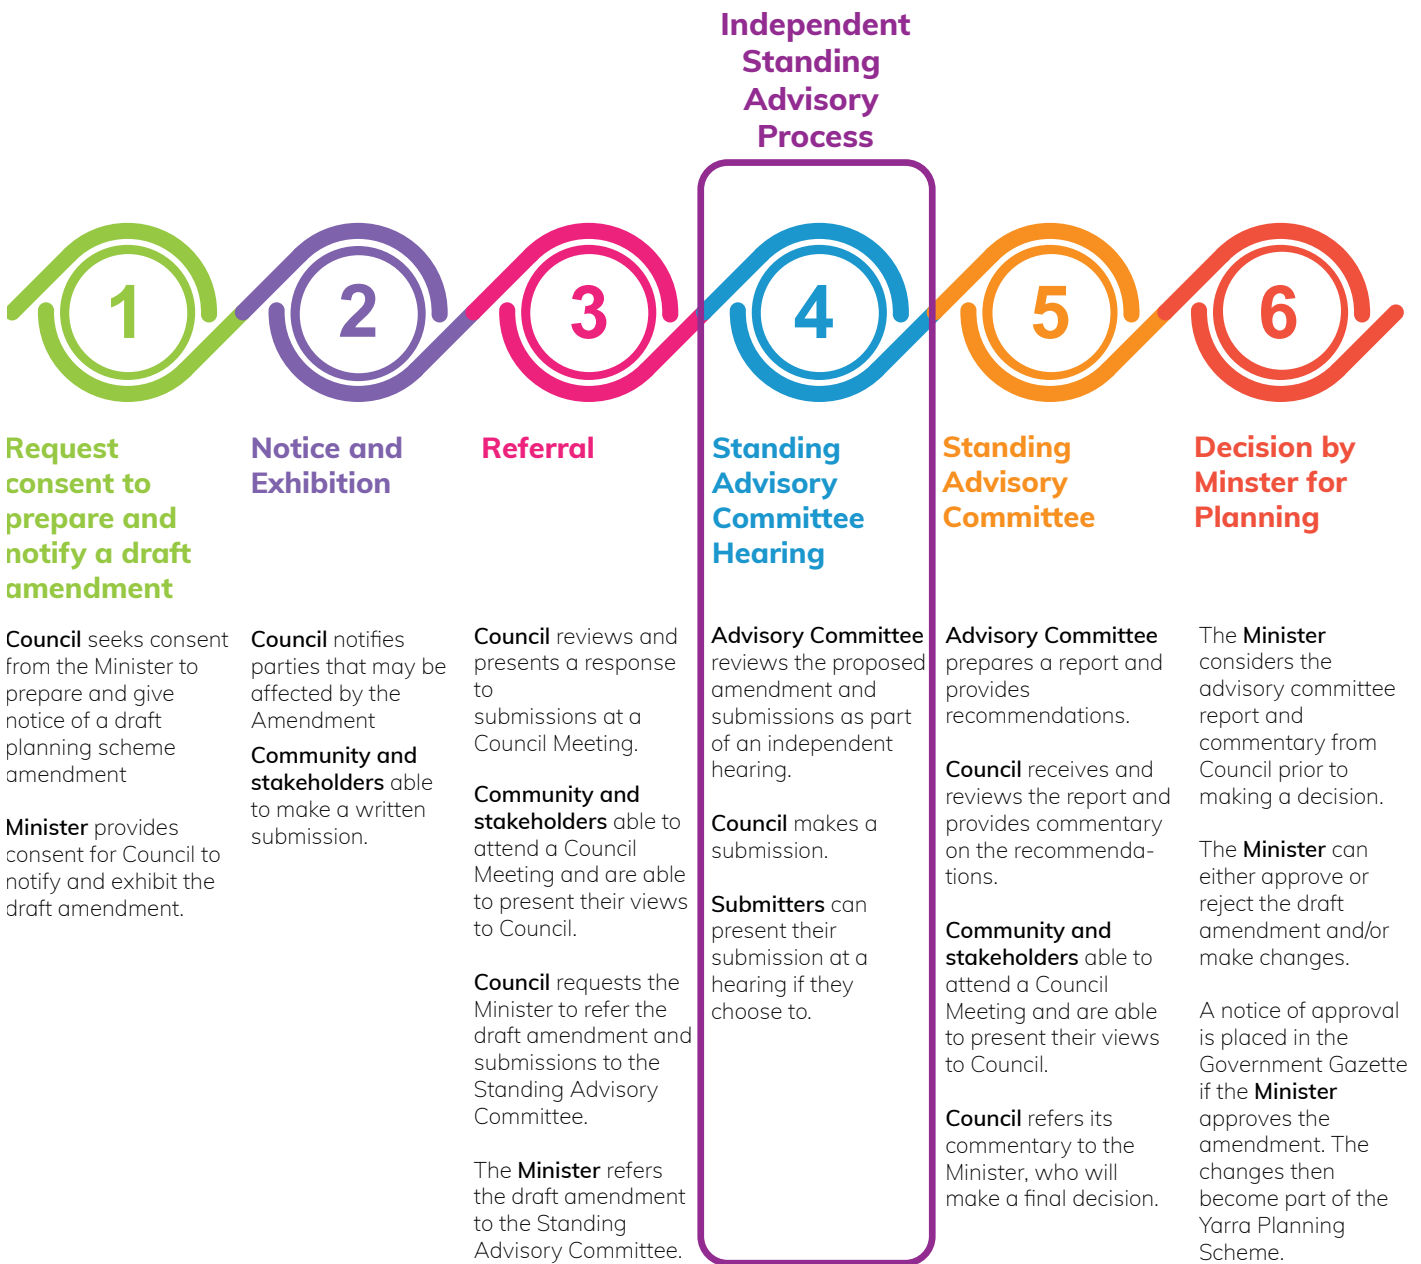 Independent
Standing
Advisory
Process
1
2
3
4
5
6
Request
consent to
prepare and
notify a draft
amendment
Council seeks consent
from the Minister to
prepare and give
notice of a draft
planning scheme
amendment
Minister provides
consent for Council to
notify and exhibit the
draft amendment.
Notice and
Exhibition
Council notifies
parties that may be
affected by the
Amendment
Community and
stakeholders able
to make a written
submission.
Referral
Council reviews and
presents a response
to
submissions at a
Council Meeting.
Community and
stakeholders able to
attend a Council
Meeting and are able
to present their views
to Council.
Council requests the
Minister to refer the
draft amendment and
submissions to the
Standing Advisory
Committee.
The Minister refers
the draft amendment
to the Standing
Advisory Committee.
Standing
Advisory
Committee
Hearing
Advisory Committee
reviews the proposed
amendment and
submissions as part
of an independent
hearing.
Council makes a
submission.
Submitters can
present their
submission at a
hearing if they
choose to.
Standing
Advisory
Committee
Advisory Committee
prepares a report and
provides
recommendations.
Council receives and
reviews the report and
provides commentary
on the recommenda-
tions.
Community and
stakeholders able to
attend a Council
Meeting and are able
to present their views
to Council.
Council refers its
commentary to the
Minister, who will
make a final decision.
Decision by
Minster for
Planning
The Minister
considers the
advisory committee
report and
commentary from
Council prior to
making a decision.
The Minister can
either approve or
reject the draft
amendment and/or
make changes.
A notice of approval
is placed in the
Government Gazette
if the Minister
approves the
amendment. The
changes then
become part of the
Yarra Planning
Scheme.